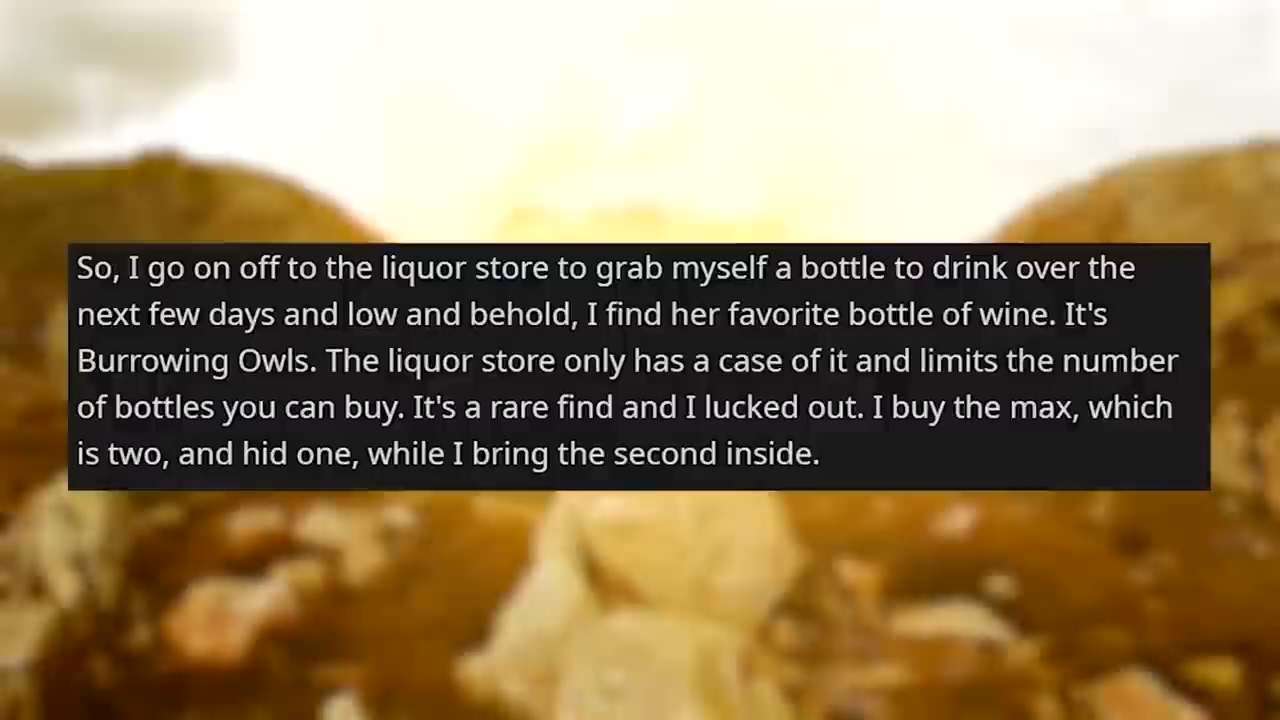 So, I go on off to the liquor store to grab myself a bottle to drink over the
next few days and low and behold, I find her favorite bottle of wine. It's
Burrowing Owls. The liquor store only has a case of it and limits the number
of bottles you can buy. It's a rare find and I lucked out. I buy the max, which
is two, and hid one, while I bring the second inside.